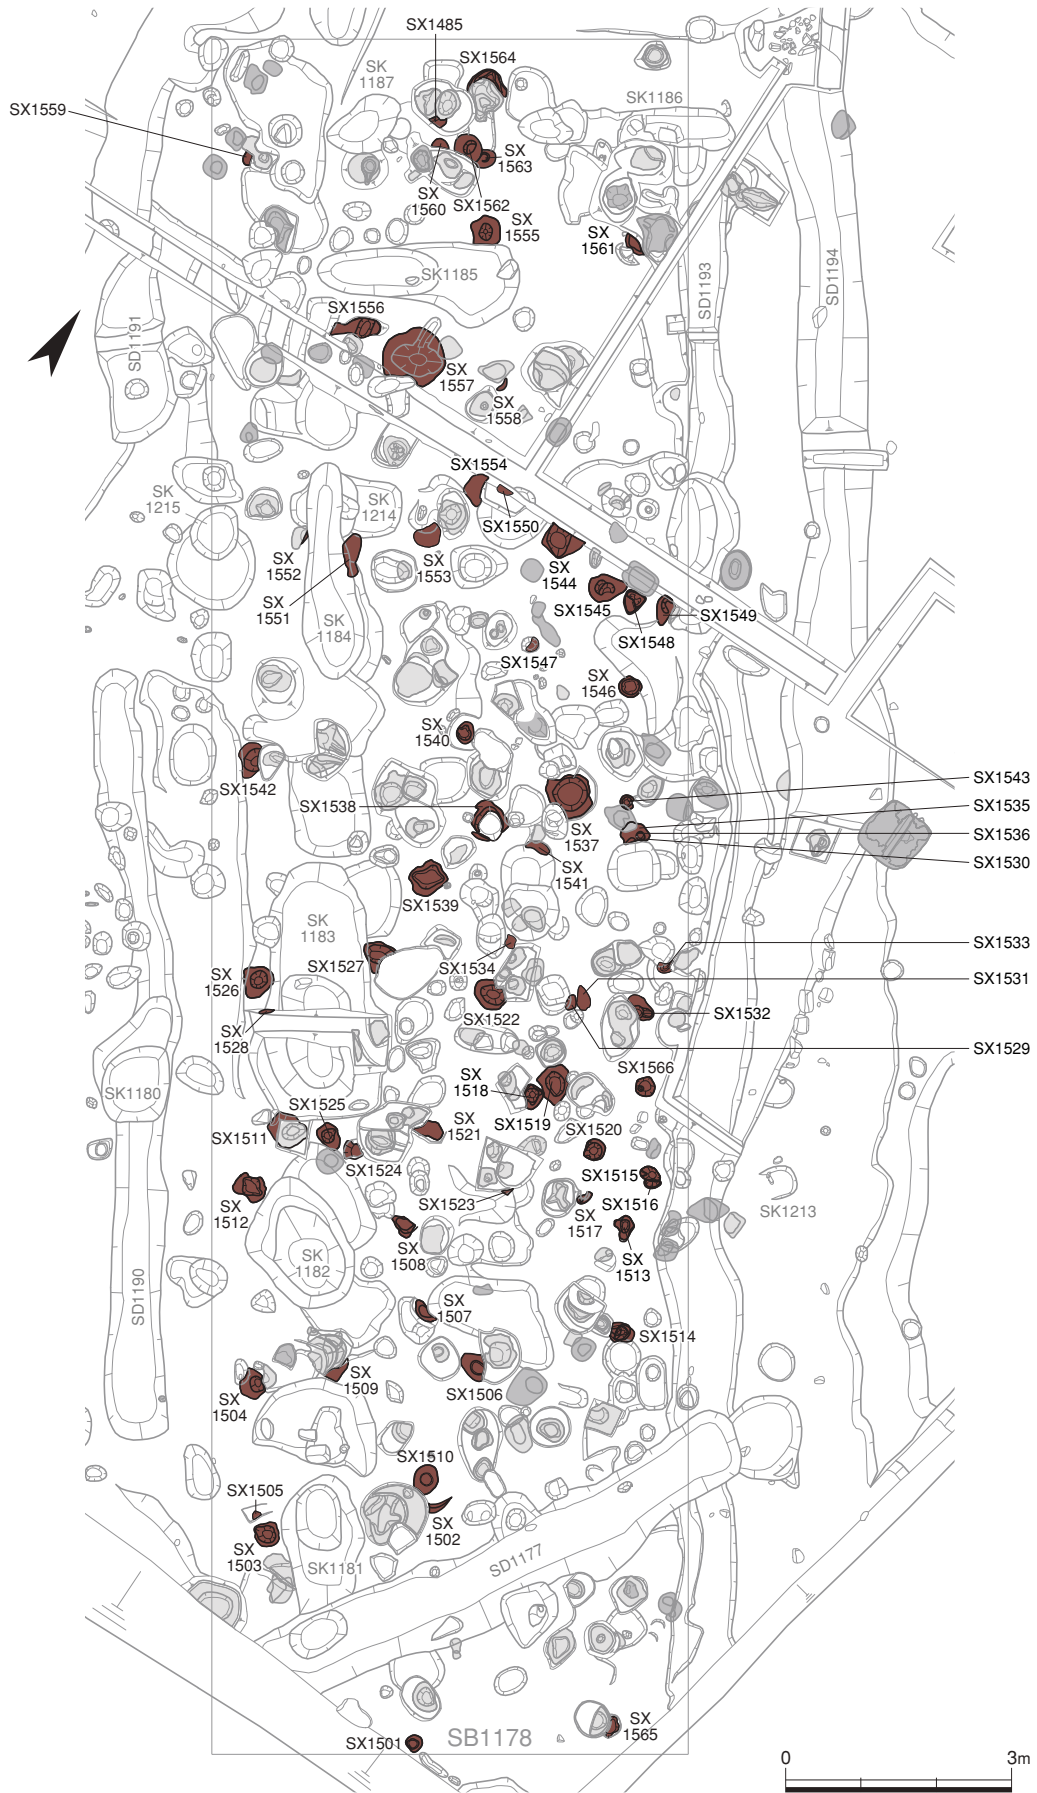 SX1485
SX1564
SK
1187
SK1186
SX1559
SX
1563
SX
1560
SX1562
SX
1555
SX
1561
SK1185
SD1193
SD1194
SD1191
SX1556
SX
1557
SX
1558
SX1554
SK
1215
SK
1214
SX1550
SX
1552
SX
1553
SX
1544
SX
1551
SX1545
SX1549
SK
1184
SX1548
SX1547
SX
1546
SX
1540
SX1542
SX1538
SX1543
SX1535
SX
1537
SX1536
SX
1541
SX1530
SX1539
SK
1183
SX1533
SX1527
SX1534
SX
1526
SX1531
SX1522
SX1532
SX
1528
SX1529
SX1566
SK1180
SX
1518
SX1525
SX1519
SX1520
SX
1521
SX1511
SX1524
SX1515
SX1523
SX1516
SX
1512
SX
1517
SK1213
SX
1508
SX
1513
SK
1182
SD1190
SX
1507
SX1514
SX
1509
SX1506
SX
1504
SX1510
SX1505
SX
1502
SX
1503
SK1181
SD1177
SX
1565
SX1501
SB1178
0 3m